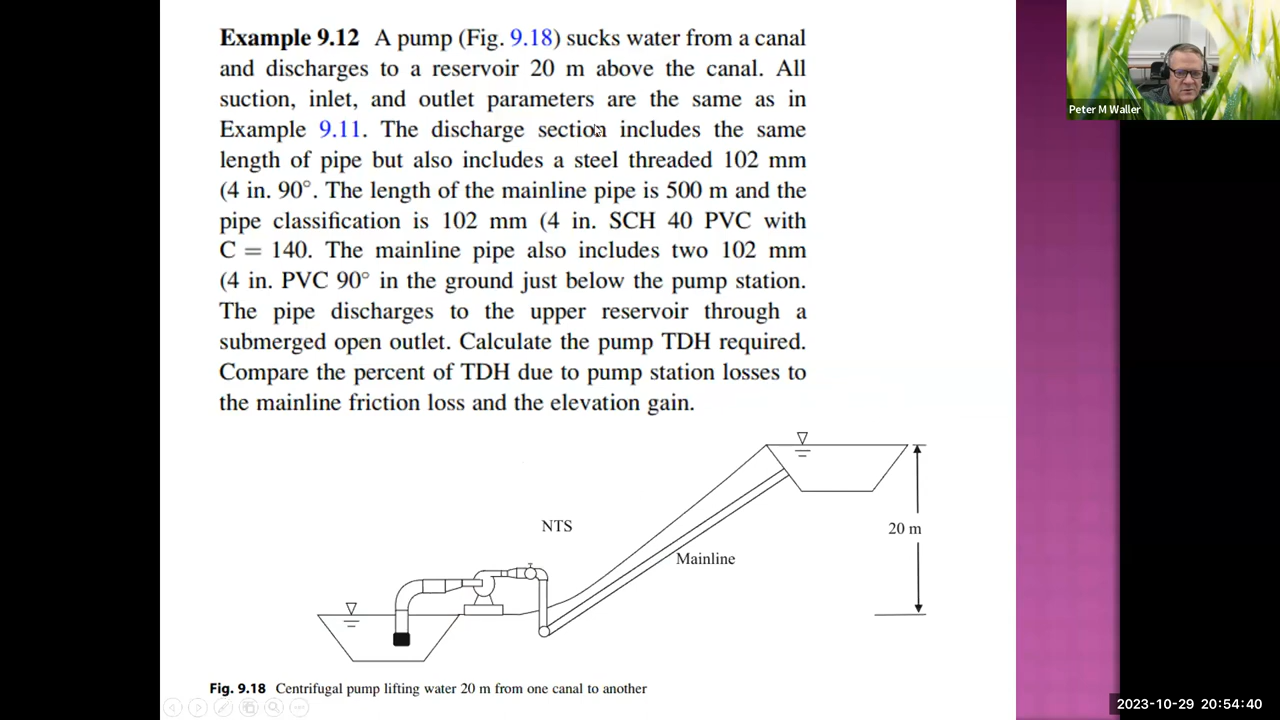 Example 9.12 A pump (Fig. 9.18) sucks water from a canal
and discharges to a reservoir 20 m above the canal. All
suction, inlet, and outlet parameters are the same as in
Example 9.11. The discharge section includes the same
length of pipe but also includes a steel threaded 102 mm
(4 in. 90°. The length of the mainline pipe is 500 m and the
pipe classification is 102 mm (4 in. SCH 40 PVC with
C = 140. The mainline pipe also includes two 102 mm
(4 in. PVC 90° in the ground just below the pump station.
The pipe discharges to the upper reservoir through a
submerged open outlet. Calculate the pump TDH required.
Compare the percent of TDH due to pump station losses to
the mainline friction loss and the elevation gain.
NTS
20 m
Mainline
Fig. 9.18 Centrifugal pump lifting water 20 m from one canal to another
Peter M Waller
2023-10-29 20:54:40